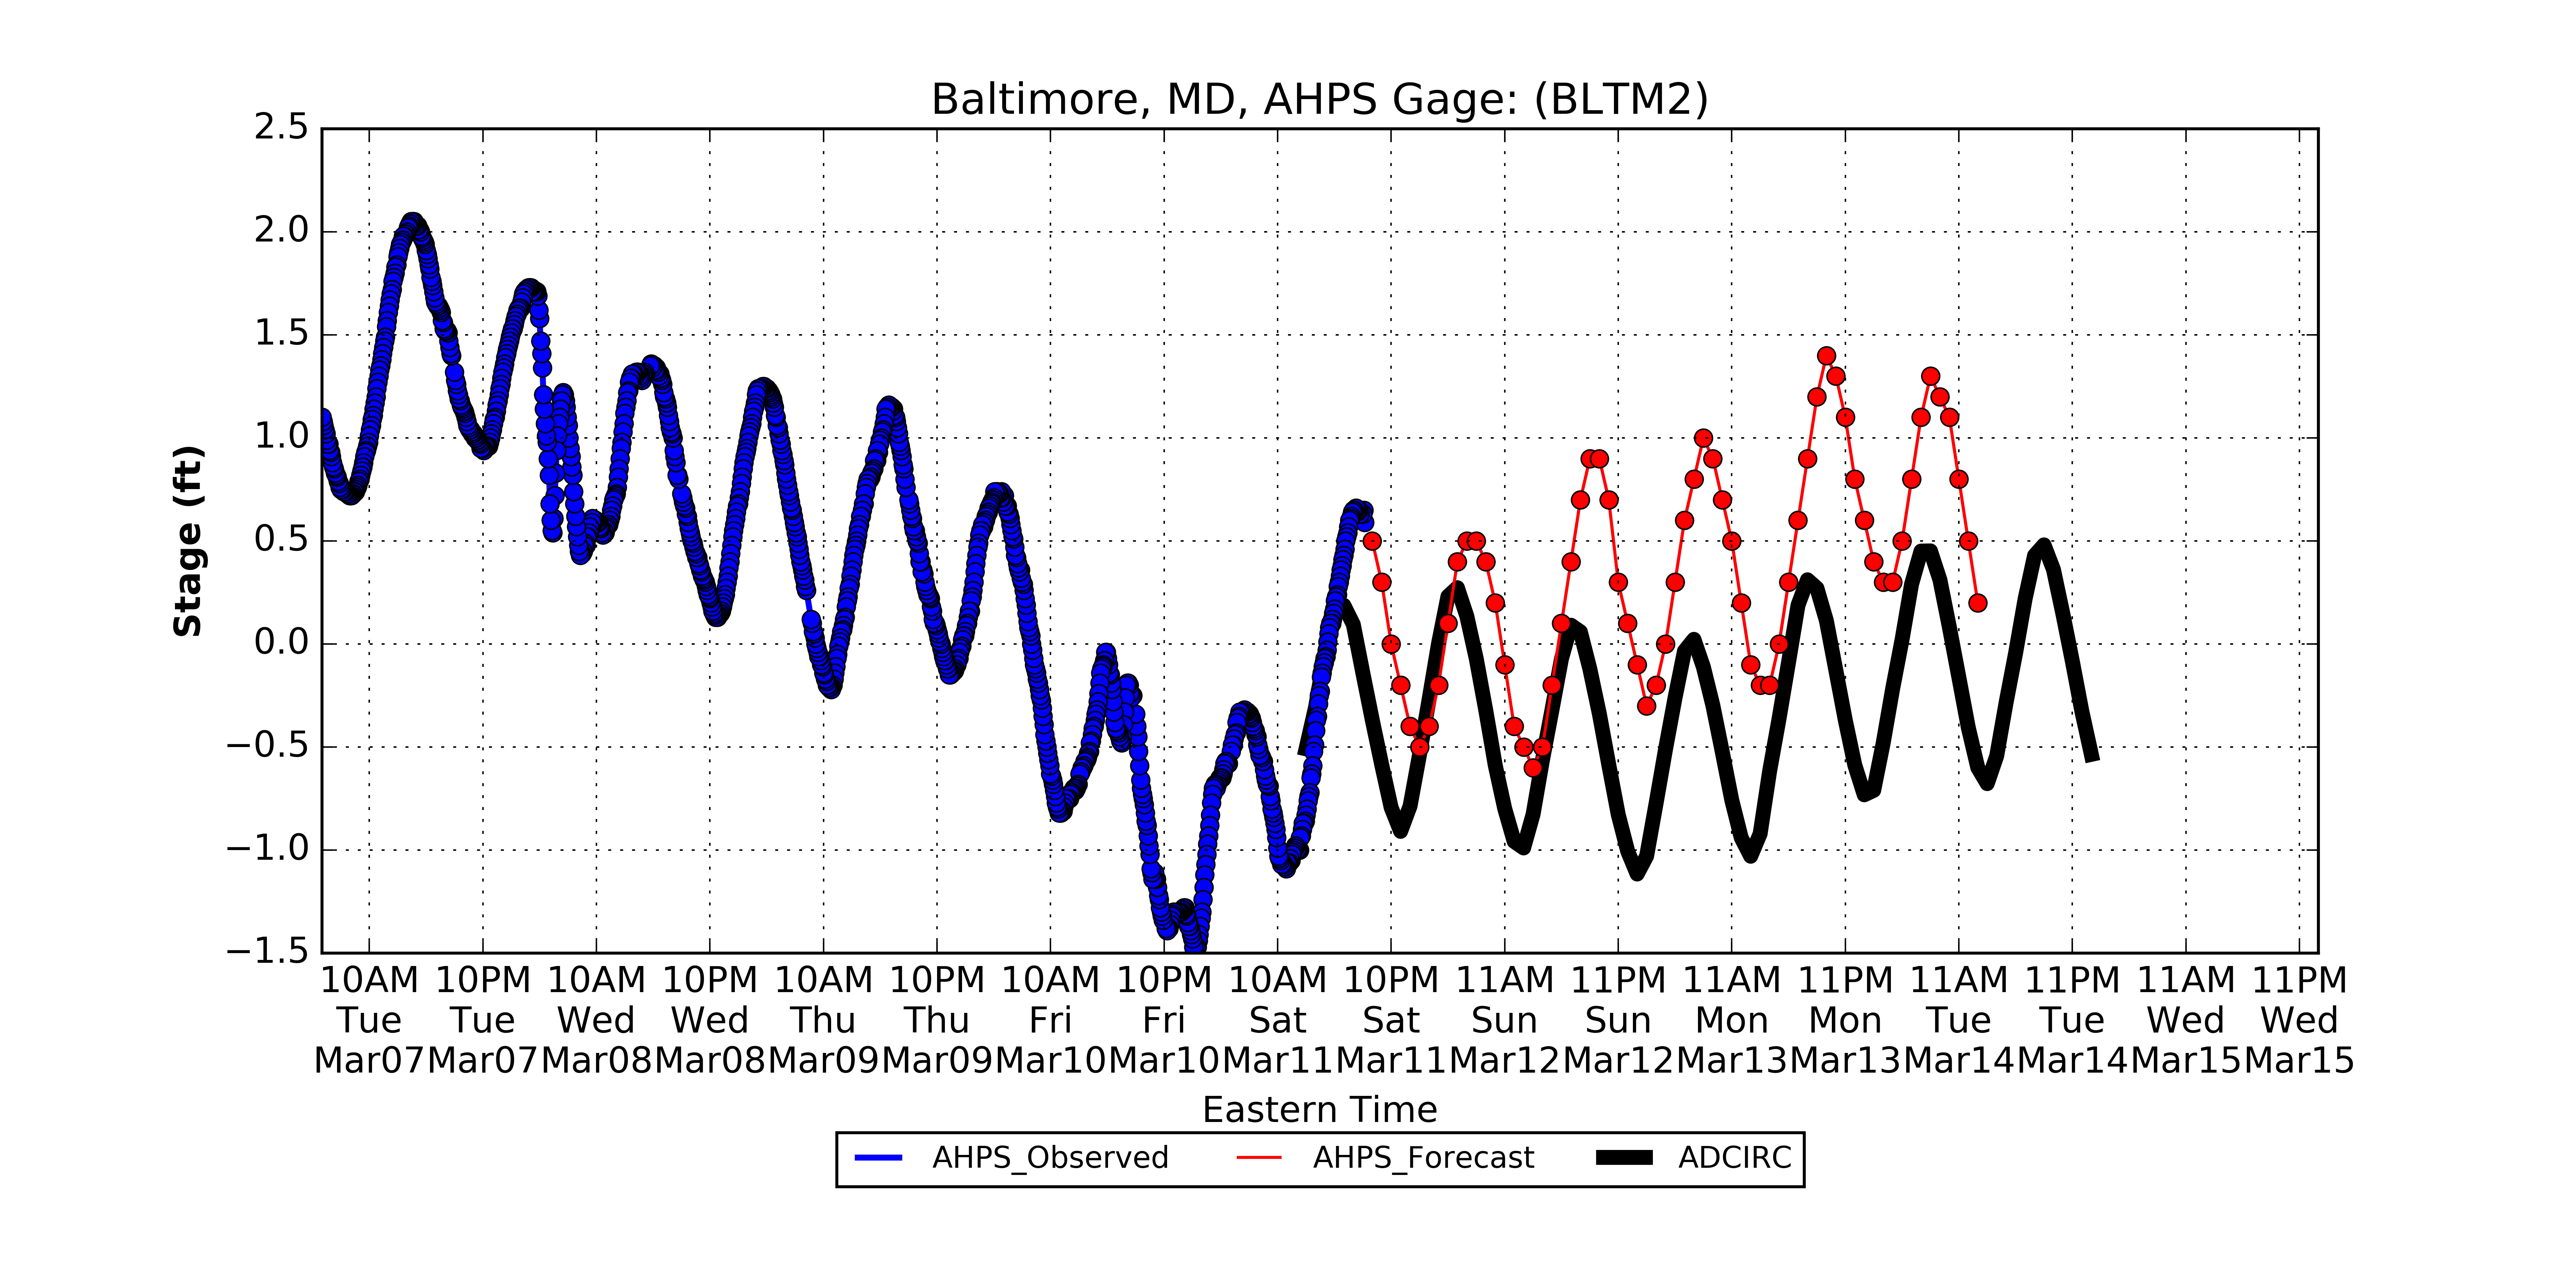 Baltimore, MD, AHPS Gage: (BLTM2)
2.5
2.0
1.5
1.0
0.5
0.0
−0.5
−1.0
−1.5
Stage (ft)
10AM 10PM 10AM 10PM 10AM 10PM 10AM 10PM 10AM 10PM 11AM 11PM 11AM 11PM 11AM 11PM 11AM 11PM
Tue Tue Wed Wed Thu Thu Fri Fri Sat Sat Sun Sun Mon Mon Tue Tue Wed Wed
Mar07 Mar07 Mar08 Mar08 Mar09 Mar09 Mar10 Mar10 Mar11 Mar11 Mar12 Mar12 Mar13 Mar13 Mar14 Mar14 Mar15 Mar15
Eastern Time
AHPS_Observed AHPS_Forecast ADCIRC